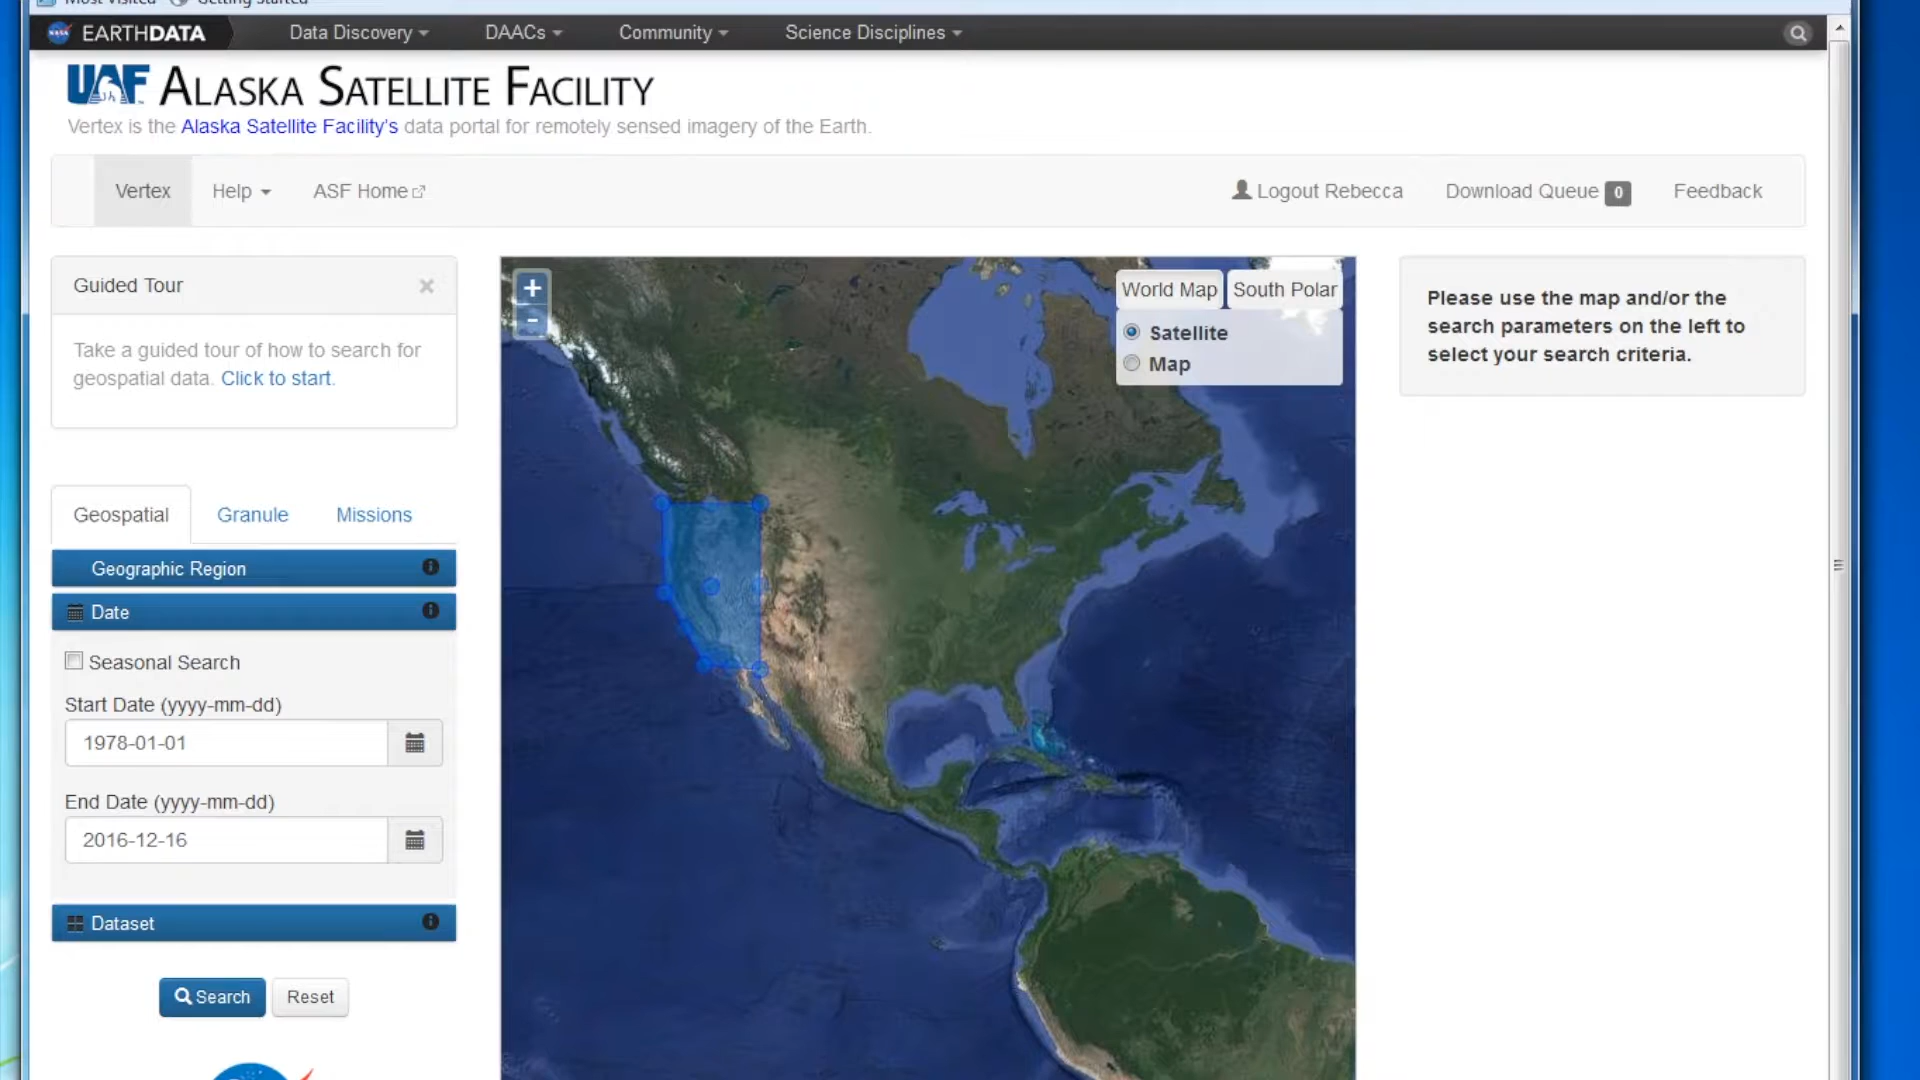 Most Visited Getting Started
NASA EARTHDATA Data Discovery DAACs Community Science Disciplines
UAF ALASKA SATELLITE FACILITY
Vertex is the Alaska Satellite Facility's data portal for remotely sensed imagery of the Earth.
Vertex Help ASF Home Logout Rebecca Download Queue 0 Feedback
Guided Tour ×
Take a guided tour of how to search for
geospatial data. Click to start.
+
-
World Map South Polar
Satellite
Map
Please use the map and/or the
search parameters on the left to
select your search criteria.
Geospatial Granule Missions
Geographic Region
Date
Seasonal Search
Start Date (yyyy-mm-dd)
1978-01-01
End Date (yyyy-mm-dd)
2016-12-16
Dataset
Search Reset